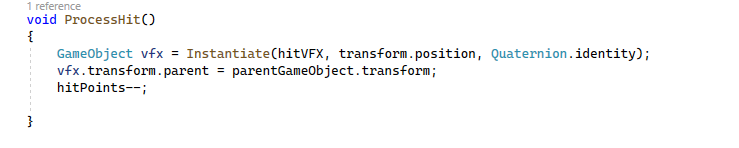 1 reference
void ProcessHit()
{
GameObject vfx = Instantiate(hitVFX, transform.position, Quaternion.identity);
vfx.transform.parent = parentGameObject.transform;
hitPoints--;
}